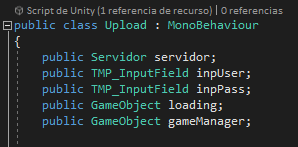 Script de Unity (1 referencia de recurso) | 0 referencias
public class Upload : MonoBehaviour
{
public Servidor servidor;
public TMP_InputField inpUser;
public TMP_InputField inpPass;
public GameObject loading;
public GameObject gameManager;